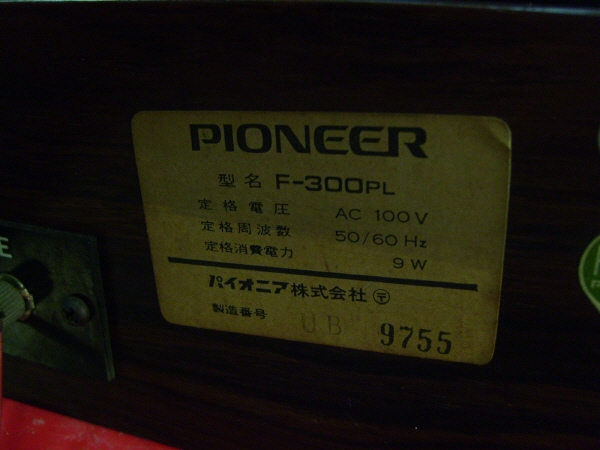 PIONEER
型名 F-300PL
定格電圧 AC 100V
定格周波数 50/60 Hz
定格消費電力 9 W
パイオニア株式会社 〒
製造番号 UB 9755
E